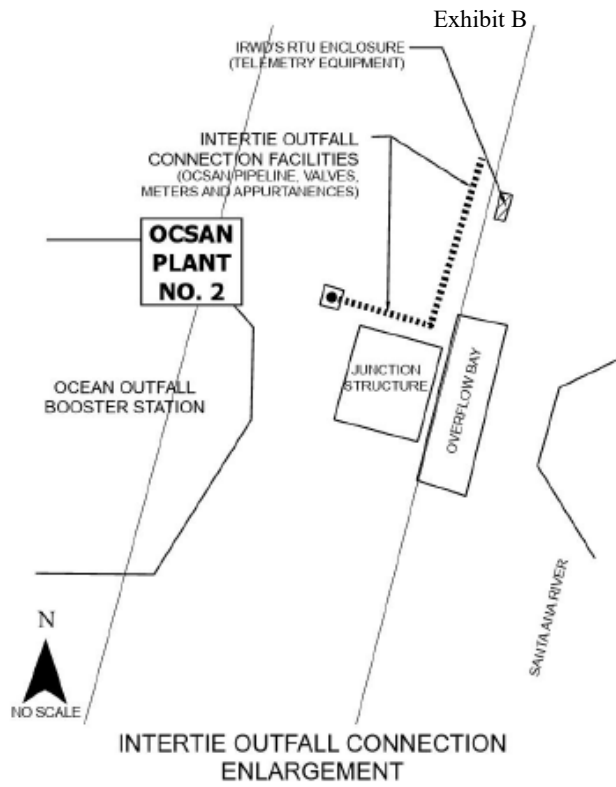 Exhibit B
IRWD'S RTU ENCLOSURE
(TELEMETRY EQUIPMENT)
INTERTIE OUTFALL
CONNECTION FACILITIES
(OCSAN PIPELINE, VALVES,
METERS AND APPURTANENCES)
OCSAN
PLANT
NO. 2
JUNCTION
STRUCTURE
OVERFLOW BAY
OCEAN OUTFALL
BOOSTER STATION
SANTA ANA RIVER
N
NO SCALE
INTERTIE OUTFALL CONNECTION
ENLARGEMENT